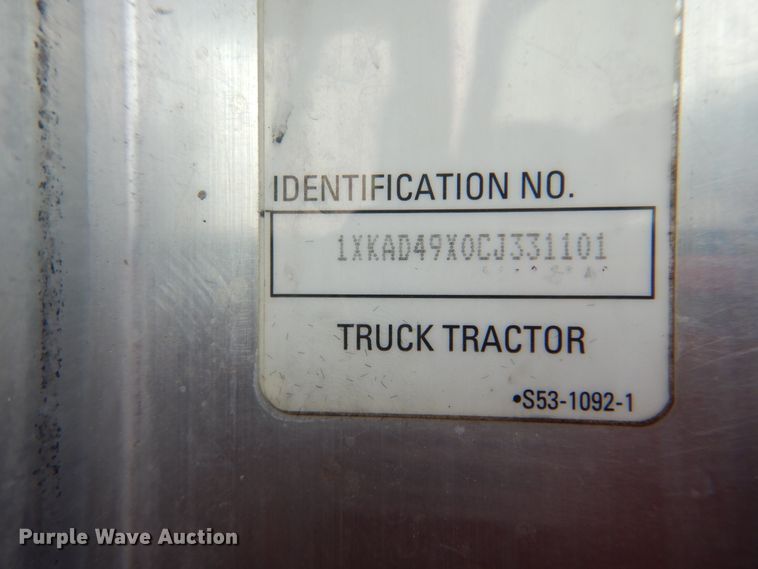 IDENTIFICATION NO.
1XKAD49X0CJ331101
TRUCK TRACTOR
•S53-1092-1
Purple Wave Auction